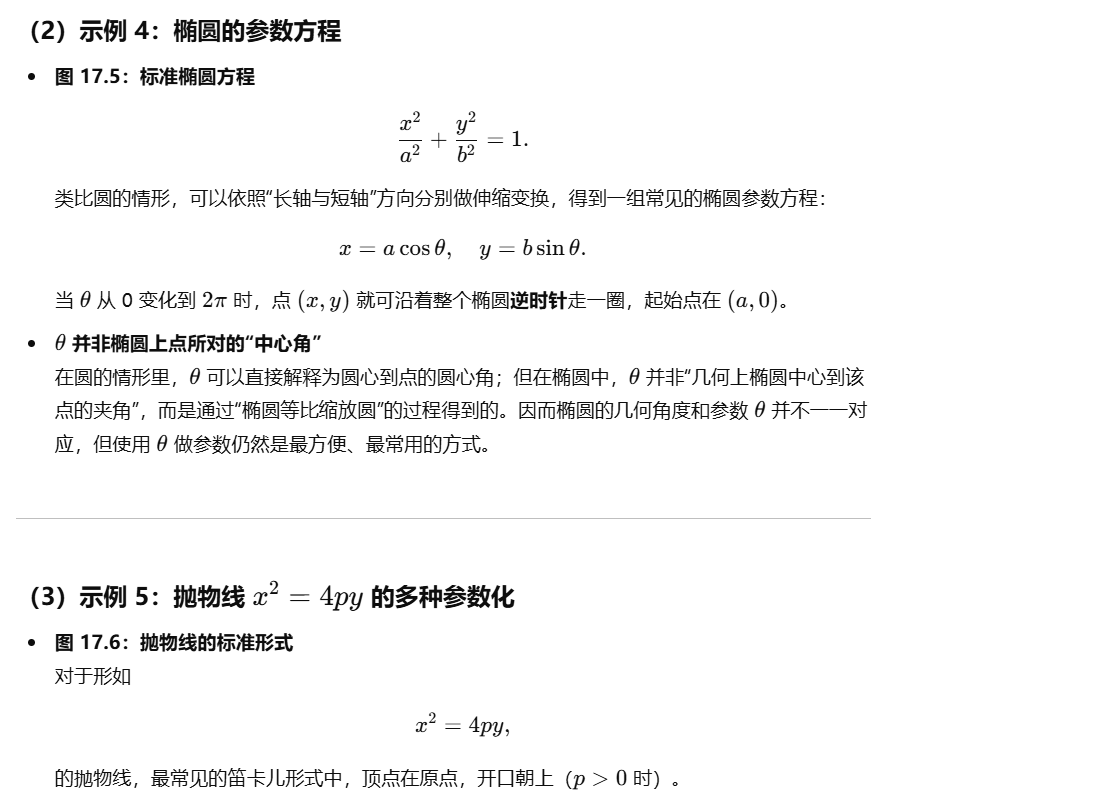 （2）示例 4：椭圆的参数方程
• 图 17.5：标准椭圆方程
x²/a² + y²/b² = 1.
类比圆的情形，可以依照“长轴与短轴”方向分别做伸缩变换，得到一组常见的椭圆参数方程：
x = a cos θ, y = b sin θ.
当 θ 从 0 变化到 2π 时，点 (x, y) 就可沿着整个椭圆逆时针走一圈，起始点在 (a, 0)。
• θ 并非椭圆上点所对的“中心角”
在圆的情形里，θ 可以直接解释为圆心到点的圆心角；但在椭圆中，θ 并非“几何上椭圆中心到该
点的夹角”，而是通过“椭圆等比缩放圆”的过程得到的。因而椭圆的几何角度和参数 θ 并不一一对
应，但使用 θ 做参数仍然是最方便、最常用的方式。
（3）示例 5：抛物线 x² = 4py 的多种参数化
• 图 17.6：抛物线的标准形式
对于形如
x² = 4py,
的抛物线，最常见的笛卡儿形式中，顶点在原点，开口朝上（p > 0 时）。